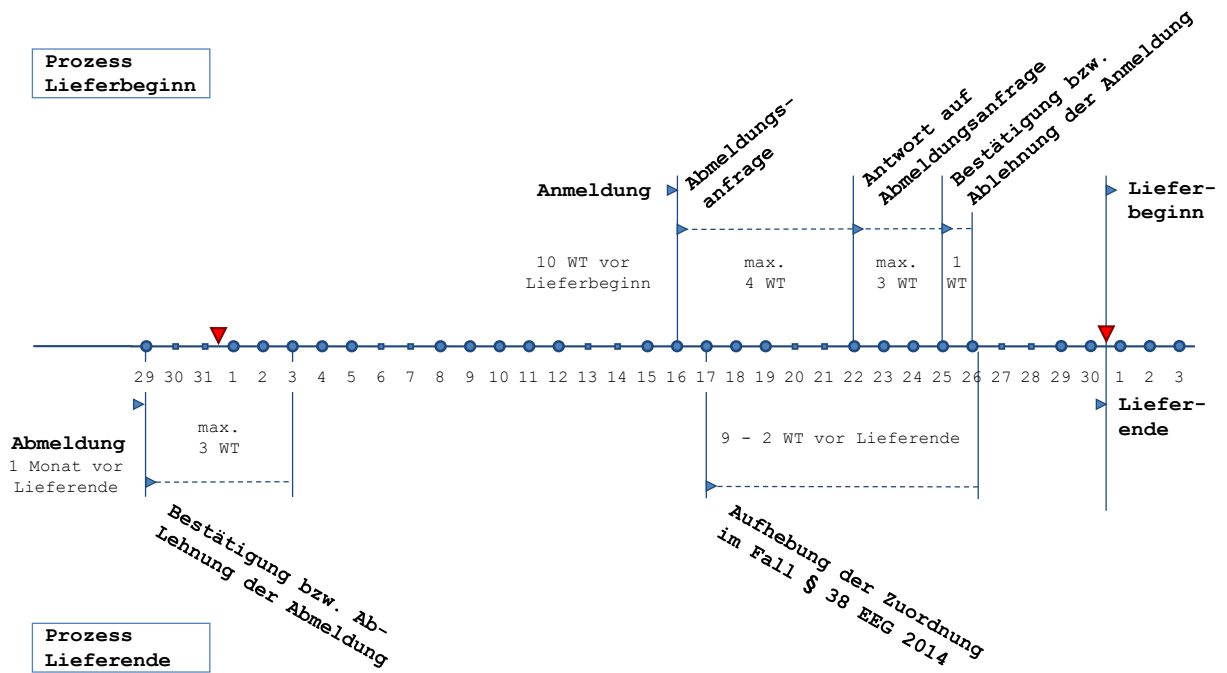 Prozess
Lieferbeginn
Abmeldungs-
anfrage
Antwort auf
Abmeldungsanfrage
Bestätigung bzw.
Ablehnung der Anmeldung
Anmeldung
Liefer-
beginn
10 WT vor
Lieferbeginn
max.
4 WT
max.
3 WT
1
WT
29 30 31 1 2 3 4 5 6 7 8 9 10 11 12 13 14 15 16 17 18 19 20 21 22 23 24 25 26 27 28 29 30 1 2 3
Abmeldung
1 Monat vor
Lieferende
max.
3 WT
9 - 2 WT vor Lieferende
Liefer-
ende
Bestätigung bzw. Ab-
Lehnung der Abmeldung
Aufhebung der Zuordnung
im Fall § 38 EEG 2014
Prozess
Lieferende